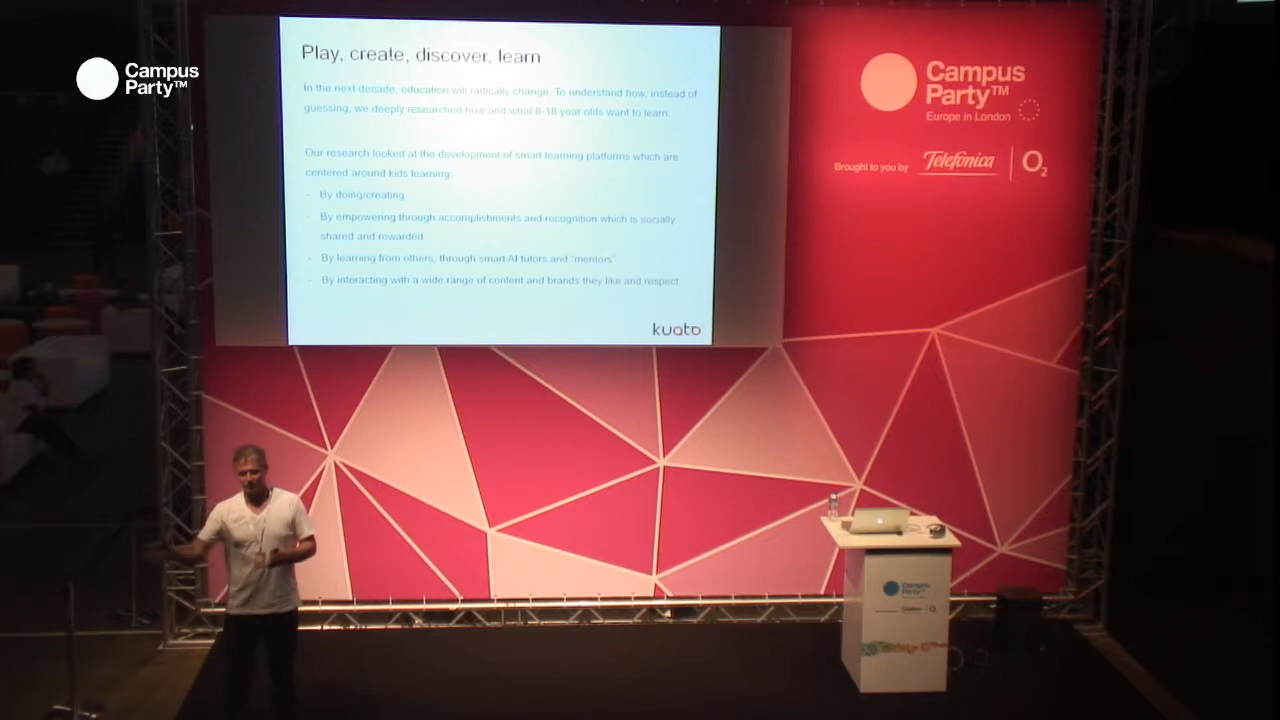 Campus
Party™
Play, create, discover, learn
In the next decade, education will radically change. To understand how, instead of
guessing, we deeply researched how and what 8-18 year olds want to learn.
Our research looked at the development of smart learning platforms which are
centered around kids learning:
- By doing/creating
- By empowering through accomplishments and recognition which is socially
shared and rewarded
- By learning from others, through smart AI tutors and "mentors"
- By interacting with a wide range of content and brands they like and respect
kuato
Campus
Party™
Europe in London
Brought to you by Telefónica O2
Campus
Party™